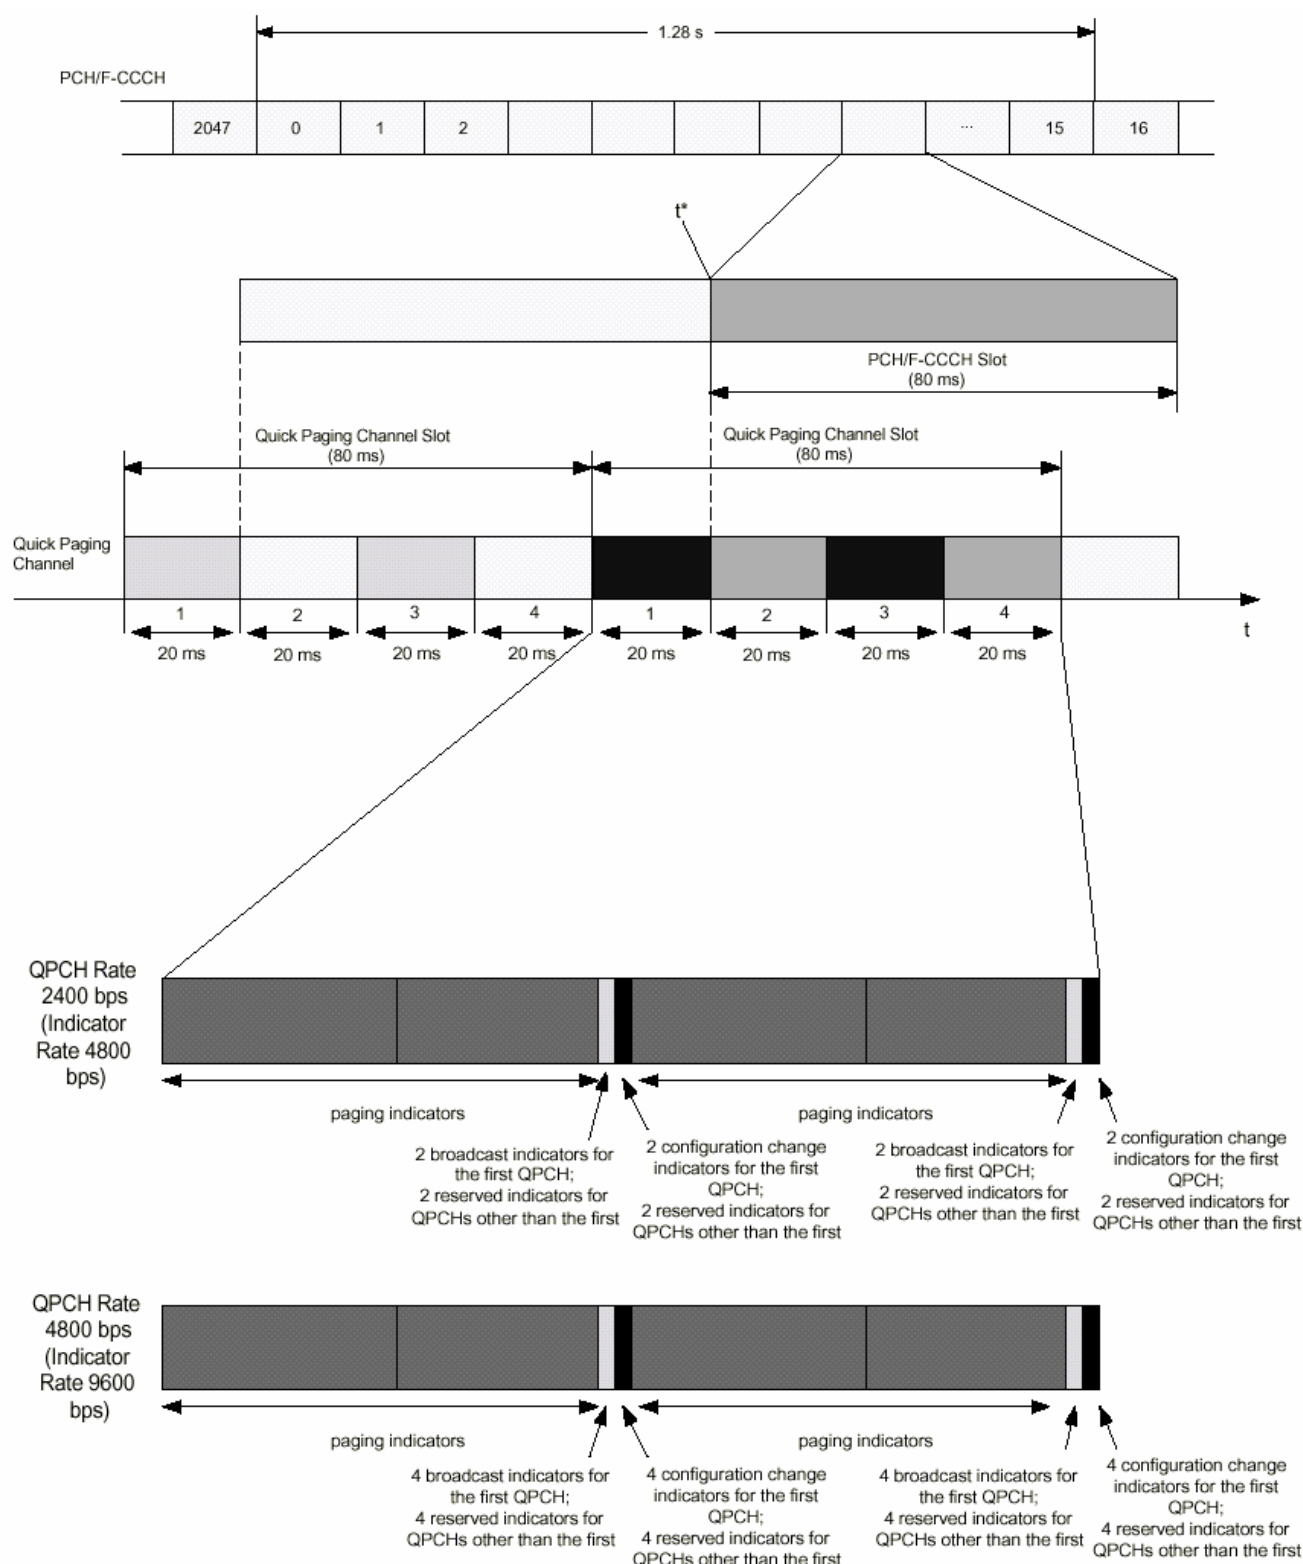 1.28 s
PCH/F-CCCH
2047 0 1 2 ... 15 16
t*
PCH/F-CCCH Slot
(80 ms)
Quick Paging Channel Slot
(80 ms)
Quick Paging Channel Slot
(80 ms)
Quick Paging
Channel
1 2 3 4 1 2 3 4
t
20 ms 20 ms 20 ms 20 ms 20 ms 20 ms 20 ms 20 ms
QPCH Rate
2400 bps
(Indicator
Rate 4800
bps)
paging indicators
2 broadcast indicators for
the first QPCH;
2 reserved indicators for
QPCHs other than the first
2 configuration change
indicators for the first
QPCH;
2 reserved indicators for
QPCHs other than the first
paging indicators
2 broadcast indicators for
the first QPCH;
2 reserved indicators for
QPCHs other than the first
2 configuration change
indicators for the first
QPCH;
2 reserved indicators for
QPCHs other than the first
QPCH Rate
4800 bps
(Indicator
Rate 9600
bps)
paging indicators
4 broadcast indicators for
the first QPCH;
4 reserved indicators for
QPCHs other than the first
4 configuration change
indicators for the first
QPCH;
4 reserved indicators for
QPCHs other than the first
paging indicators
4 broadcast indicators for
the first QPCH;
4 reserved indicators for
QPCHs other than the first
4 configuration change
indicators for the first
QPCH;
4 reserved indicators for
QPCHs other than the first